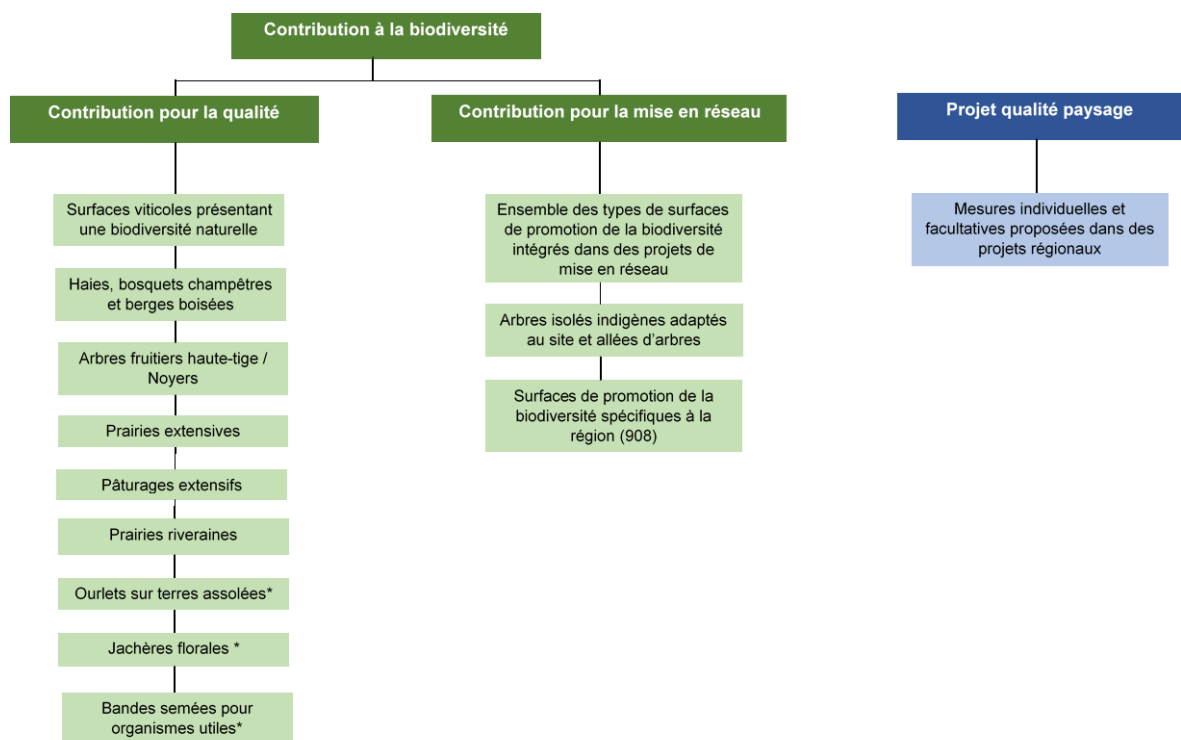 Contribution à la biodiversité
Contribution pour la qualité
Surfaces viticoles présentant
une biodiversité naturelle
Haies, bosquets champêtres
et berges boisées
Arbres fruitiers haute-tige /
Noyers
Prairies extensives
Pâturages extensifs
Prairies riveraines
Ourlets sur terres assolées*
Jachères florales *
Bandes semées pour
organismes utiles*
Contribution pour la mise en réseau
Ensemble des types de surfaces
de promotion de la biodiversité
intégrés dans des projets de
mise en réseau
Arbres isolés indigènes adaptés
au site et allées d’arbres
Surfaces de promotion de la
biodiversité spécifiques à la
région (908)
Projet qualité paysage
Mesures individuelles et
facultatives proposées dans des
projets régionaux